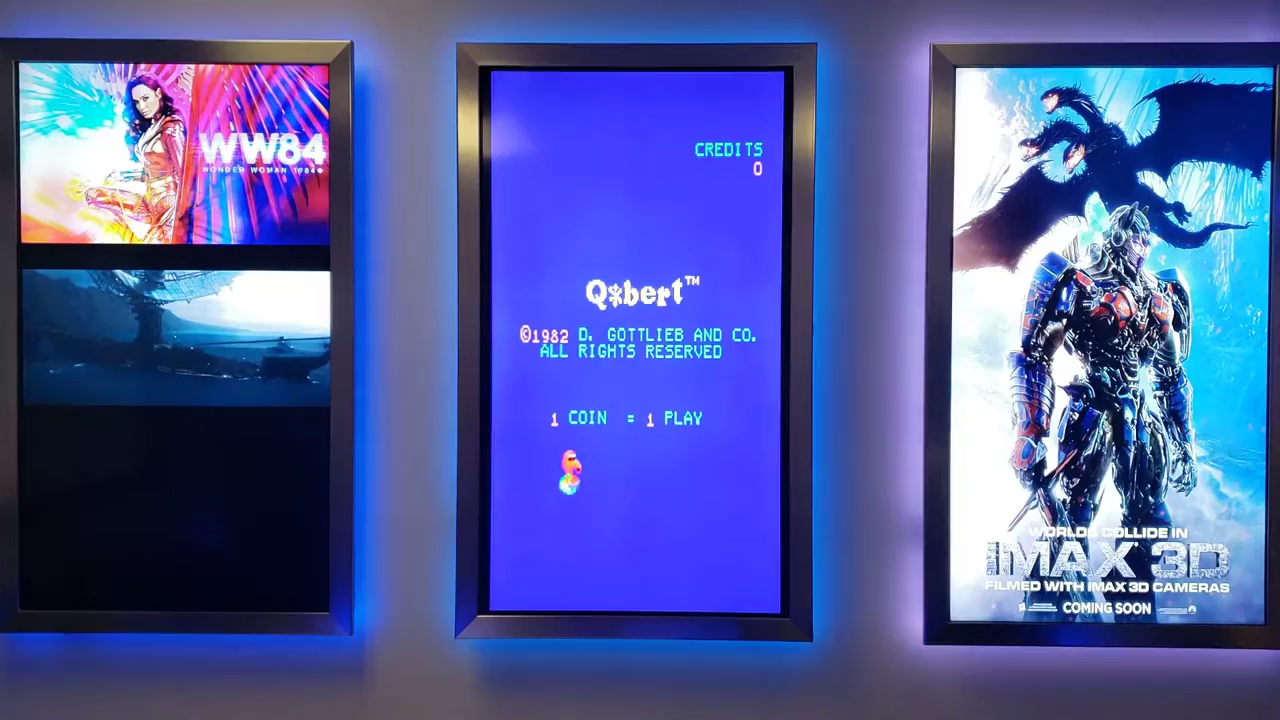 WW84
WONDER WOMAN 1984
CREDITS
0
Q*bert™
©1982 D. GOTTLIEB AND CO.
ALL RIGHTS RESERVED
1 COIN = 1 PLAY
WORLDS COLLIDE IN
IMAX 3D
FILMED WITH IMAX 3D CAMERAS
COMING SOON